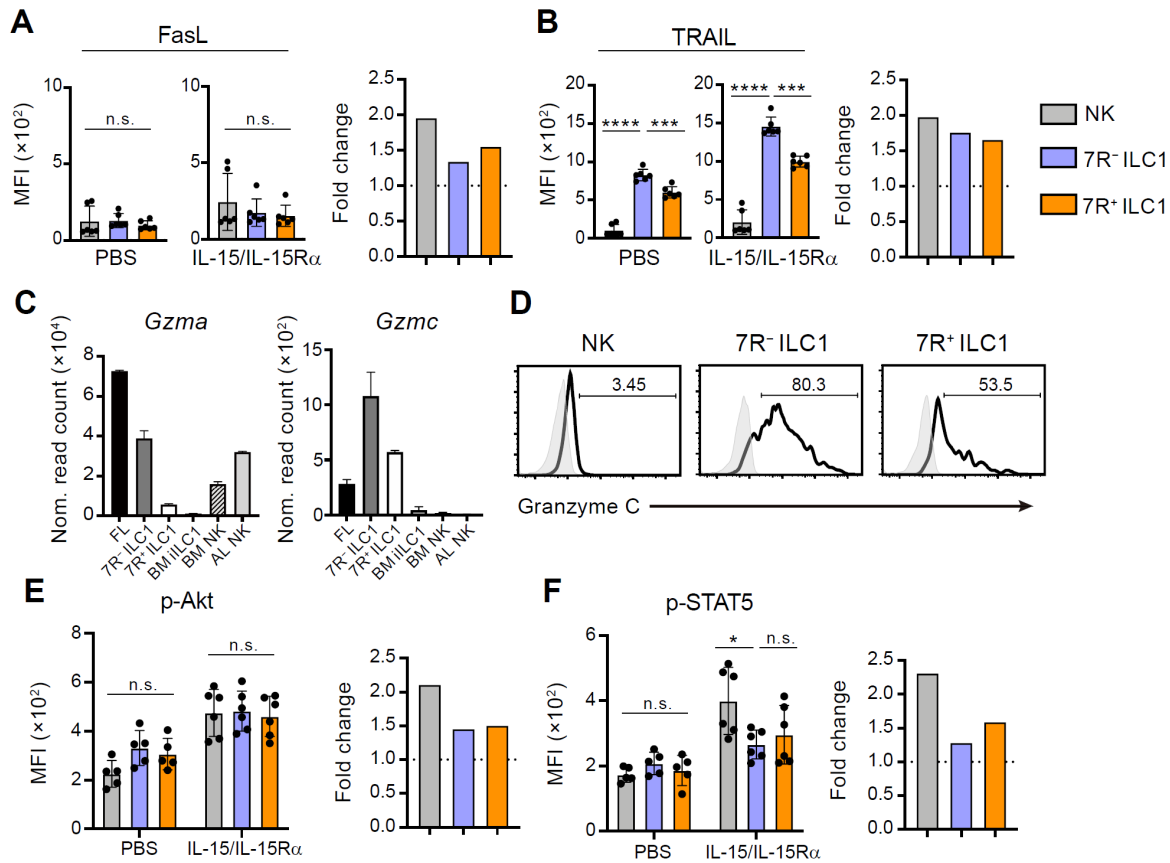 A
FasL
MFI (×10²)
10
5
0
n.s.
PBS
10
5
0
n.s.
IL-15/IL-15Rα
Fold change
2.5
2.0
1.5
1.0
0.5
0.0
B
TRAIL
MFI (×10²)
20
15
10
5
0
**** ***
PBS
20
15
10
5
0
**** ***
IL-15/IL-15Rα
Fold change
2.5
2.0
1.5
1.0
0.5
0.0
NK
7R⁻ ILC1
7R⁺ ILC1
C
Gzma
Nom. read count (×10⁴)
8
6
4
2
0
FL
7R⁻ ILC1
7R⁺ ILC1
BM iILC1
BM NK
AL NK
Gzmc
Nom. read count (×10²)
15
10
5
0
FL
7R⁻ ILC1
7R⁺ ILC1
BM iILC1
BM NK
AL NK
D
NK
3.45
7R⁻ ILC1
80.3
7R⁺ ILC1
53.5
Granzyme C
E
p-Akt
MFI (×10²)
8
6
4
2
0
n.s.
n.s.
PBS
IL-15/IL-15Rα
Fold change
2.5
2.0
1.5
1.0
0.5
0.0
F
p-STAT5
MFI (×10²)
6
4
2
0
n.s.
* n.s.
PBS
IL-15/IL-15Rα
Fold change
2.5
2.0
1.5
1.0
0.5
0.0